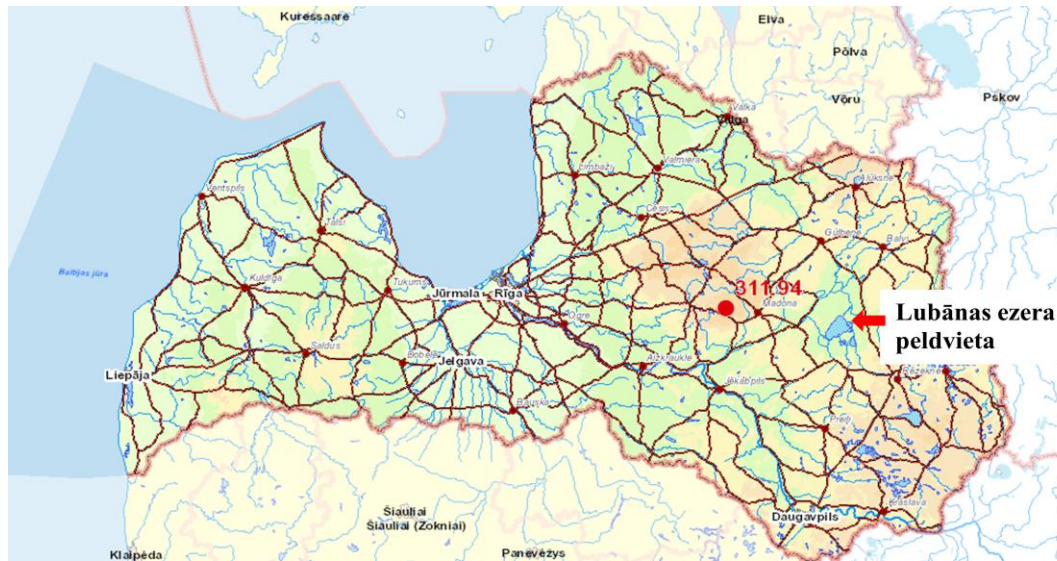 Kuressaare
Elva
Põlva
Võru
Pskov
Valka
Valga
Ventspils
Limbaži
Valmiera
Alūksne
Talsi
Cēsis
Gulbene
Balvi
Baltijas jūra
Kuldīga
Tukums
Jūrmala
Rīga
311,94
Madona
Lubānas ezera
peldvieta
Ogre
Saldus
Dobele
Jelgava
Aizkraukle
Liepāja
Jēkabpils
Rēzekne
Bauska
Preiļi
Krāslava
Daugavpils
Šiauliai
Šiauliai (Zokniai)
Klaipėda
Panevėžys